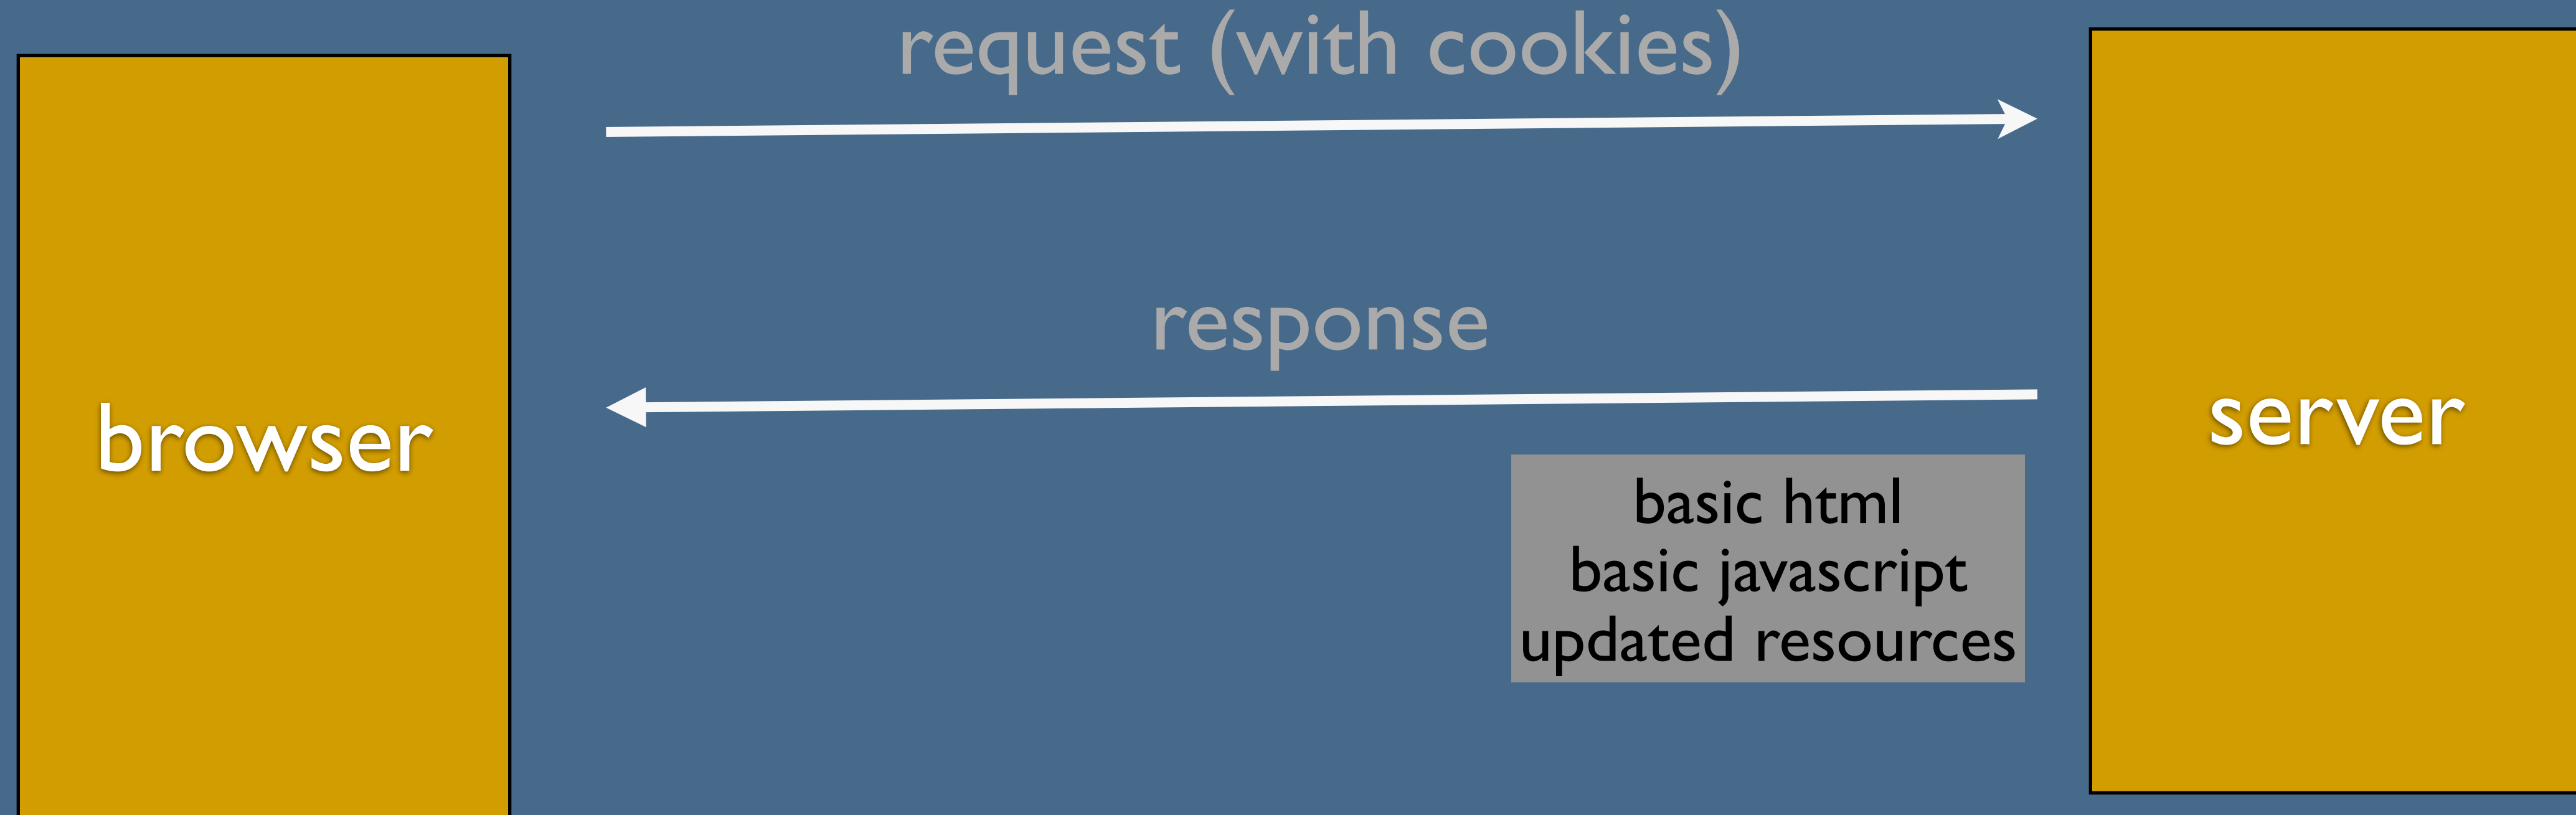 request (with cookies)
response
browser
server
basic html
basic javascript
updated resources